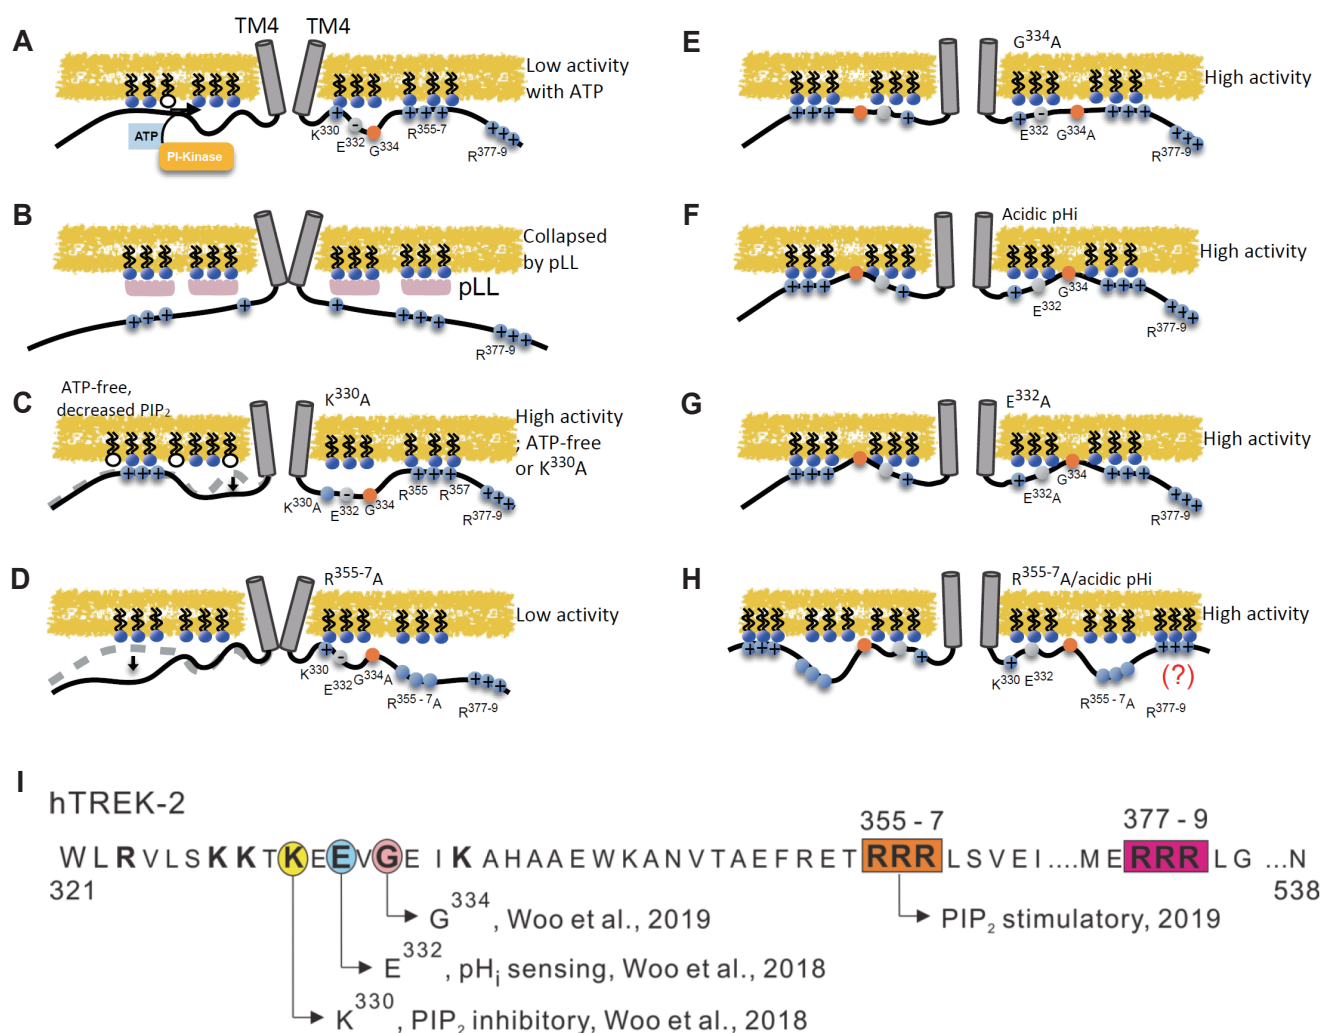 A
TM4 TM4
Low activity
with ATP
ATP
PI-Kinase
K330
E332
G334
R355-7
R377-9
+ + + + - + + +
B
Collapsed
by pLL
pLL
R377-9
+ + + + + + + + + + +
C
ATP-free,
decreased PIP2
K330A
High activity
; ATP-free
or K330A
K330A
E332
G334
R355
R357
R377-9
+ + + - + + + + + +
D
R355-7A
Low activity
K330
E332
G334A
R355-7A
R377-9
+ - + + +
E
G334A
High activity
E332
G334A
R377-9
+ + + + + - + + + + + +
F
Acidic pHi
High activity
E332
G334
R377-9
+ + + + + + + + + + +
G
E332A
High activity
E332A
G334
R377-9
+ + + + + + + + + + +
H
R355-7A/acidic pHi
High activity
K330 E332
R355-7A
R377-9
(?)
+ + + + + + + +
I
hTREK-2
355 - 7
377 - 9
W L R V L S K K T K E E V G E I K A H A A E W K A N V T A E F R E T R R R L S V E I .... M E R R R L G ...N
321
538
G334, Woo et al., 2019
PIP2 stimulatory, 2019
E332, pHi sensing, Woo et al., 2018
K330, PIP2 inhibitory, Woo et al., 2018